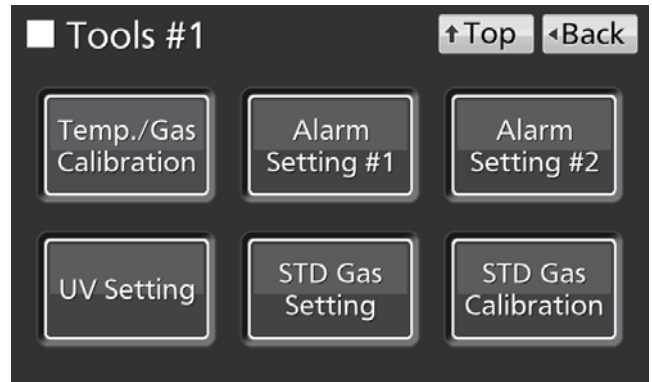 Tools #1
Top
Back
Temp./Gas
Calibration
Alarm
Setting #1
Alarm
Setting #2
UV Setting
STD Gas
Setting
STD Gas
Calibration